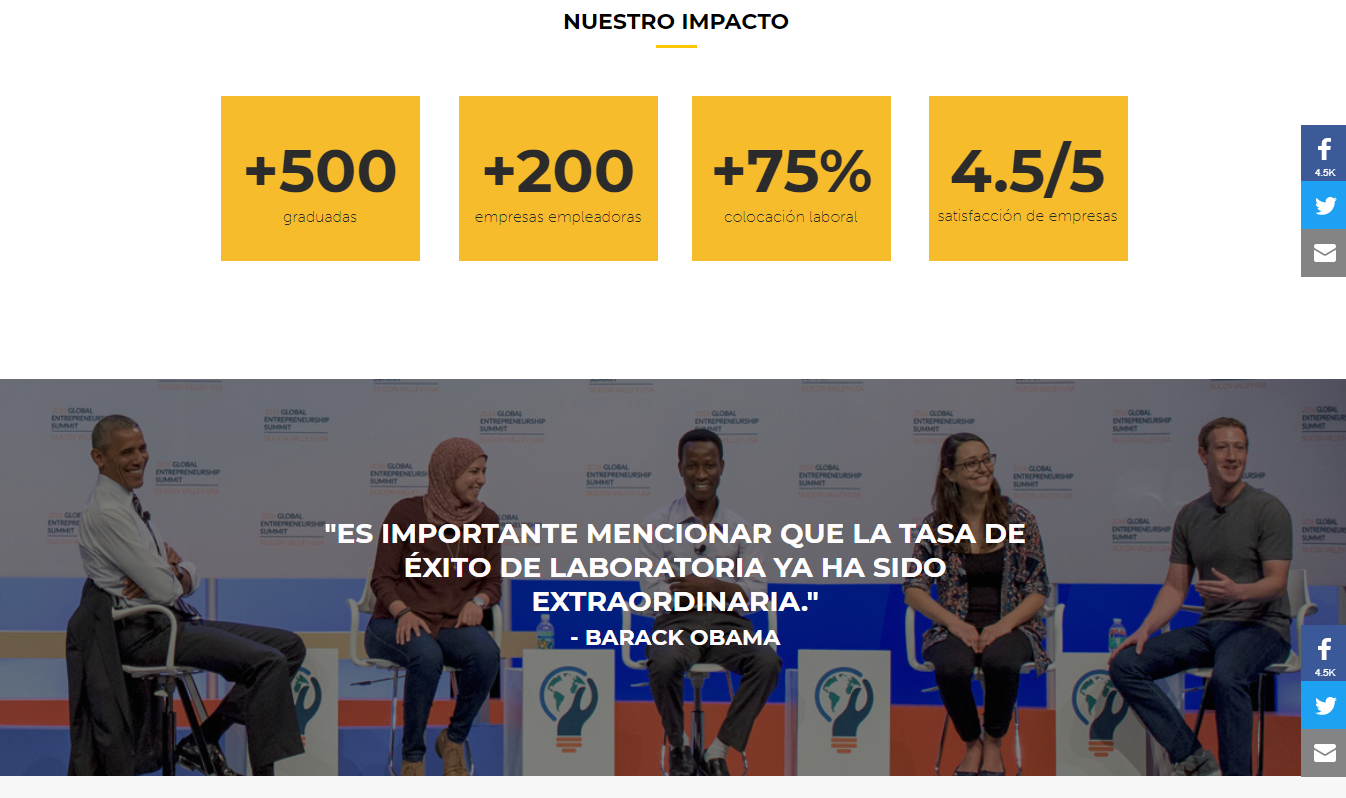 NUESTRO IMPACTO
+500
graduadas
+200
empresas empleadoras
+75%
colocación laboral
4.5/5
satisfacción de empresas
4.5K
GLOBAL
ENTREPRENEURSHIP
SUMMIT
"ES IMPORTANTE MENCIONAR QUE LA TASA DE
ÉXITO DE LABORATORIA YA HA SIDO
EXTRAORDINARIA."
- BARACK OBAMA
4.5K